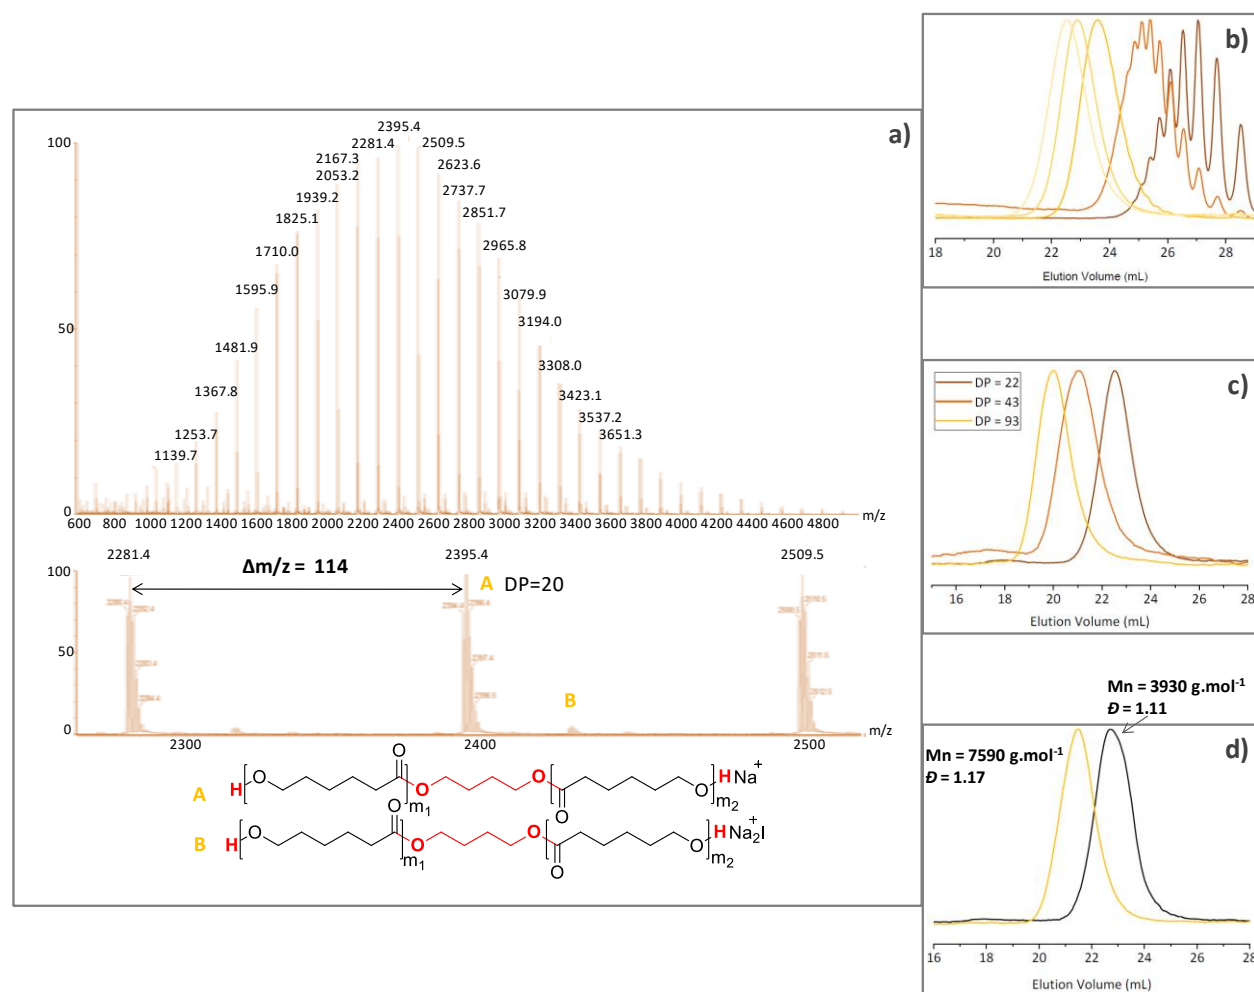 a)
100
50
0
1139.7
1253.7
1367.8
1481.9
1595.9
1710.0
1825.1
1939.2
2053.2
2167.3
2281.4
2395.4
2509.5
2623.6
2737.7
2851.7
2965.8
3079.9
3194.0
3308.0
3423.1
3537.2
3651.3
600 800 1000 1200 1400 1600 1800 2000 2200 2400 2600 2800 3000 3200 3400 3600 3800 4000 4200 4400 4600 4800
m/z
2281.4 2395.4 2509.5
Δm/z = 114
A DP=20
B
100
50
0
2300 2400 2500
m/z
A
H O O m1 O O O O m2 H Na+
B
H O O m1 O O O O m2 H Na2I+
b)
18 20 22 24 26 28
Elution Volume (mL)
c)
DP = 22
DP = 43
DP = 93
16 18 20 22 24 26 28
Elution Volume (mL)
d)
Mn = 3930 g.mol-1
Đ = 1.11
Mn = 7590 g.mol-1
Đ = 1.17
16 18 20 22 24 26 28
Elution Volume (mL)